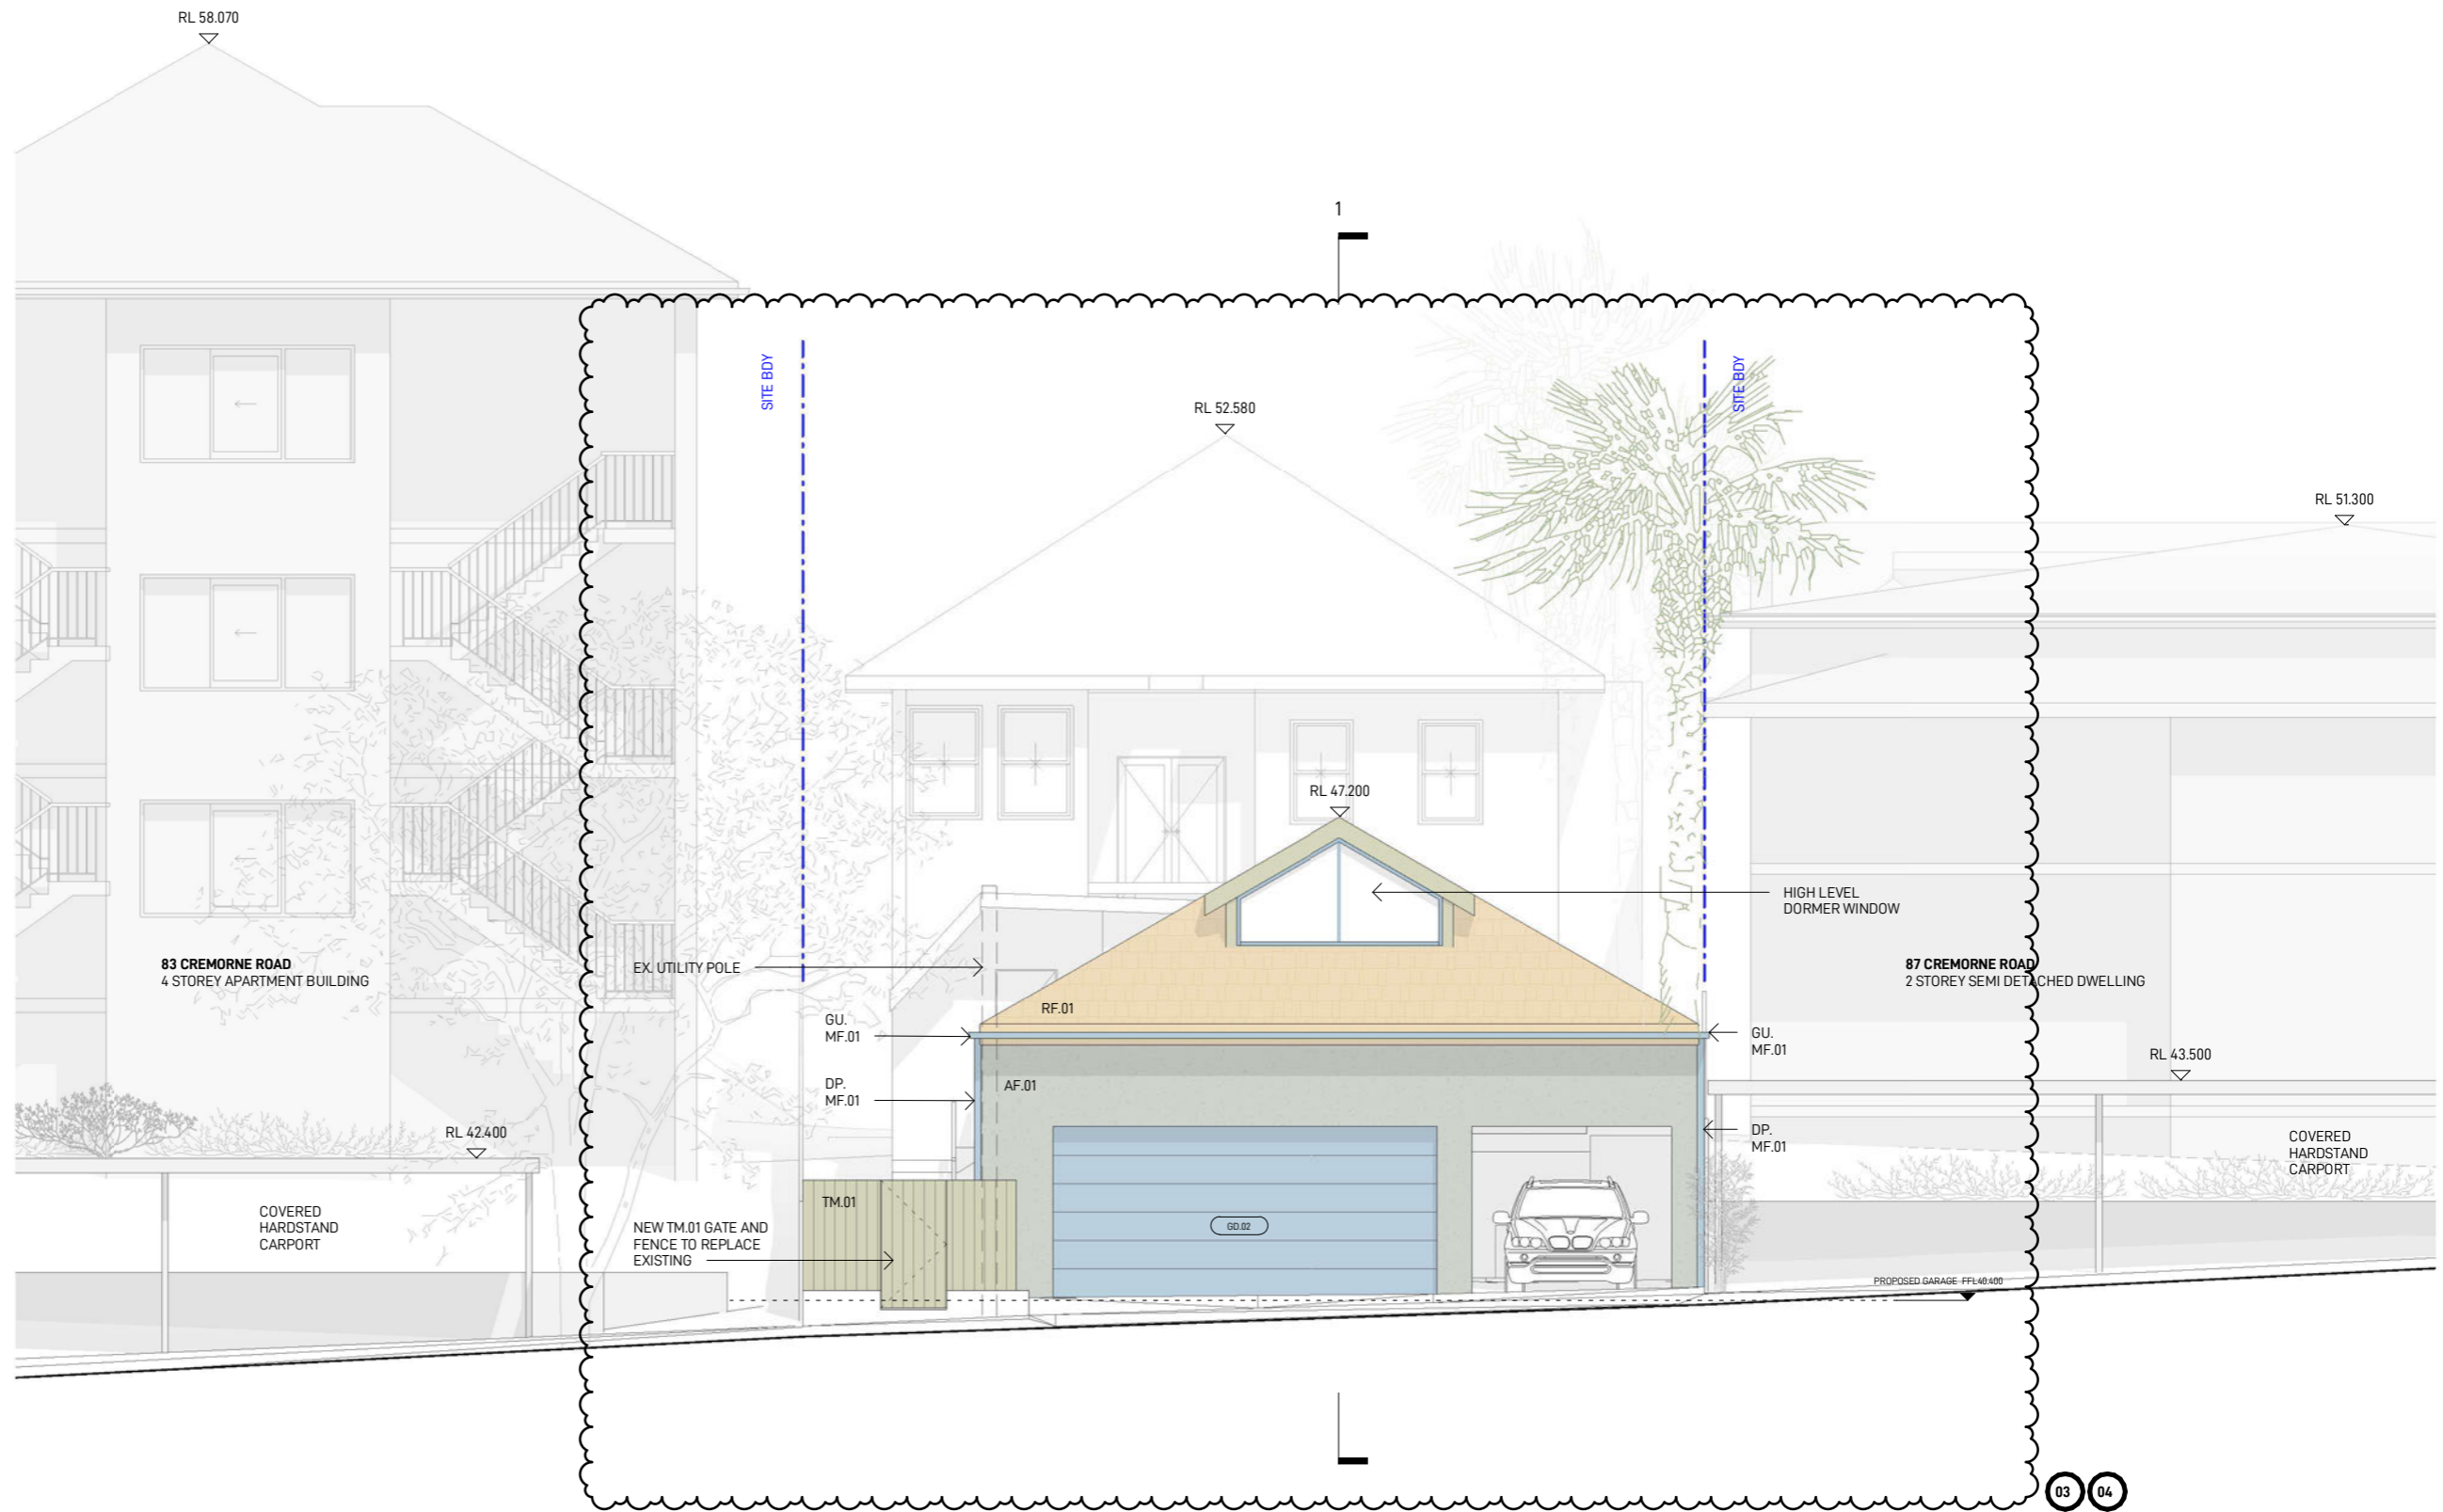 RL 58.070
1
SITE BDY
SITE BDY
RL 52.580
RL 51.300
RL 47.200
HIGH LEVEL
DORMER WINDOW
83 CREMORNE ROAD
4 STOREY APARTMENT BUILDING
EX. UTILITY POLE
87 CREMORNE ROAD
2 STOREY SEMI DETACHED DWELLING
RF.01
GU.
MF.01
GU.
MF.01
RL 43.500
DP.
MF.01
AF.01
RL 42.400
DP.
MF.01
COVERED
HARDSTAND
CARPORT
TM.01
COVERED
HARDSTAND
CARPORT
NEW TM.01 GATE AND
FENCE TO REPLACE
EXISTING
GD.02
PROPOSED GARAGE FFL40.400
03 04